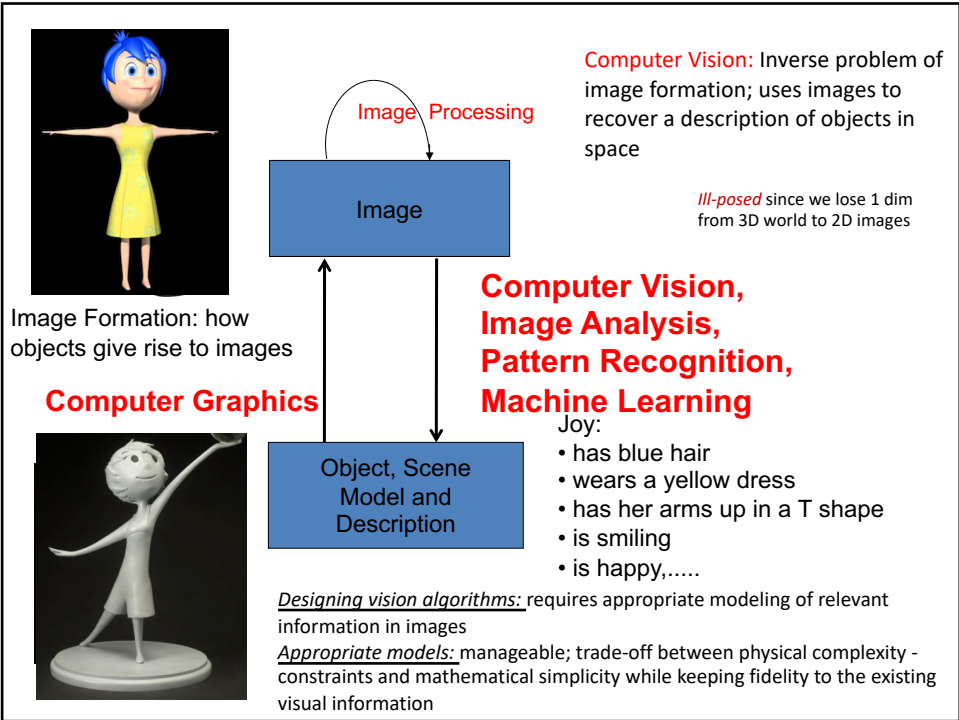 Computer Vision: Inverse problem of
image formation; uses images to
recover a description of objects in
space
Image Processing
Image
Ill-posed since we lose 1 dim
from 3D world to 2D images
Image Formation: how
objects give rise to images
Computer Vision,
Image Analysis,
Pattern Recognition,
Machine Learning
Computer Graphics
Object, Scene
Model and
Description
Joy:
• has blue hair
• wears a yellow dress
• has her arms up in a T shape
• is smiling
• is happy,.....
Designing vision algorithms: requires appropriate modeling of relevant
information in images
Appropriate models: manageable; trade-off between physical complexity -
constraints and mathematical simplicity while keeping fidelity to the existing
visual information